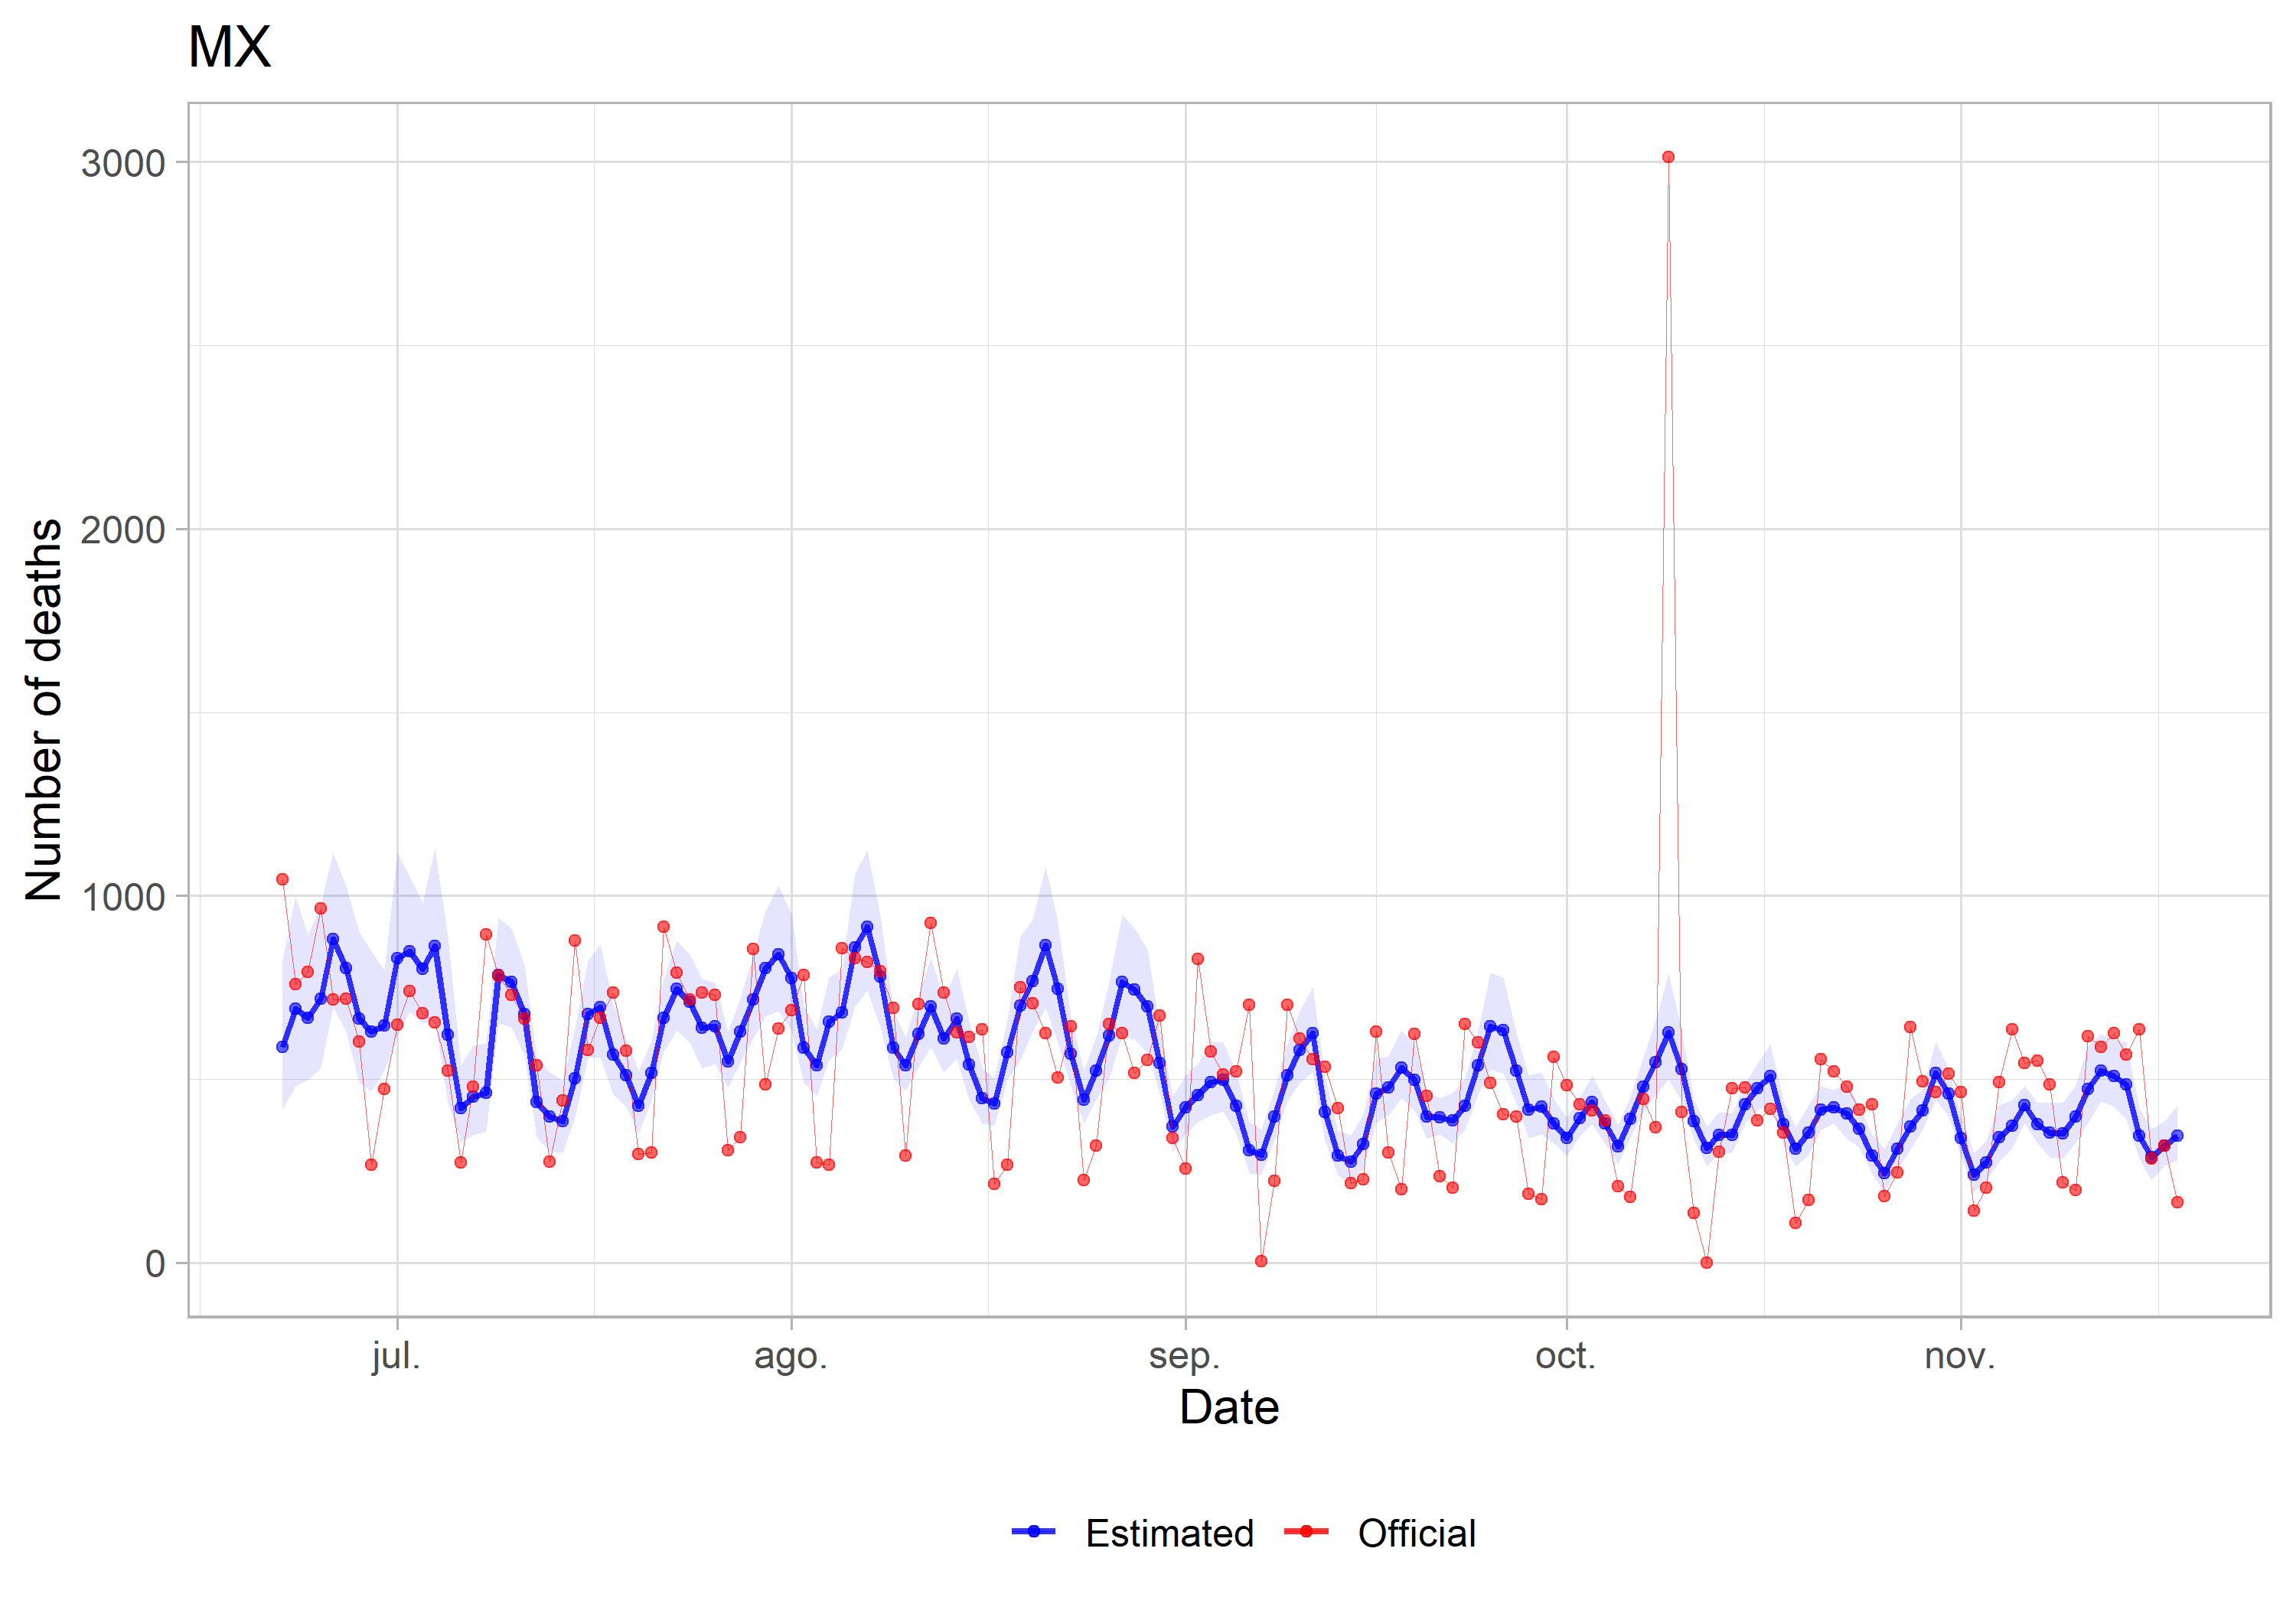 MX
3000
2000
1000
0
Number of deaths
jul.
ago.
sep.
oct.
nov.
Date
Estimated
Official